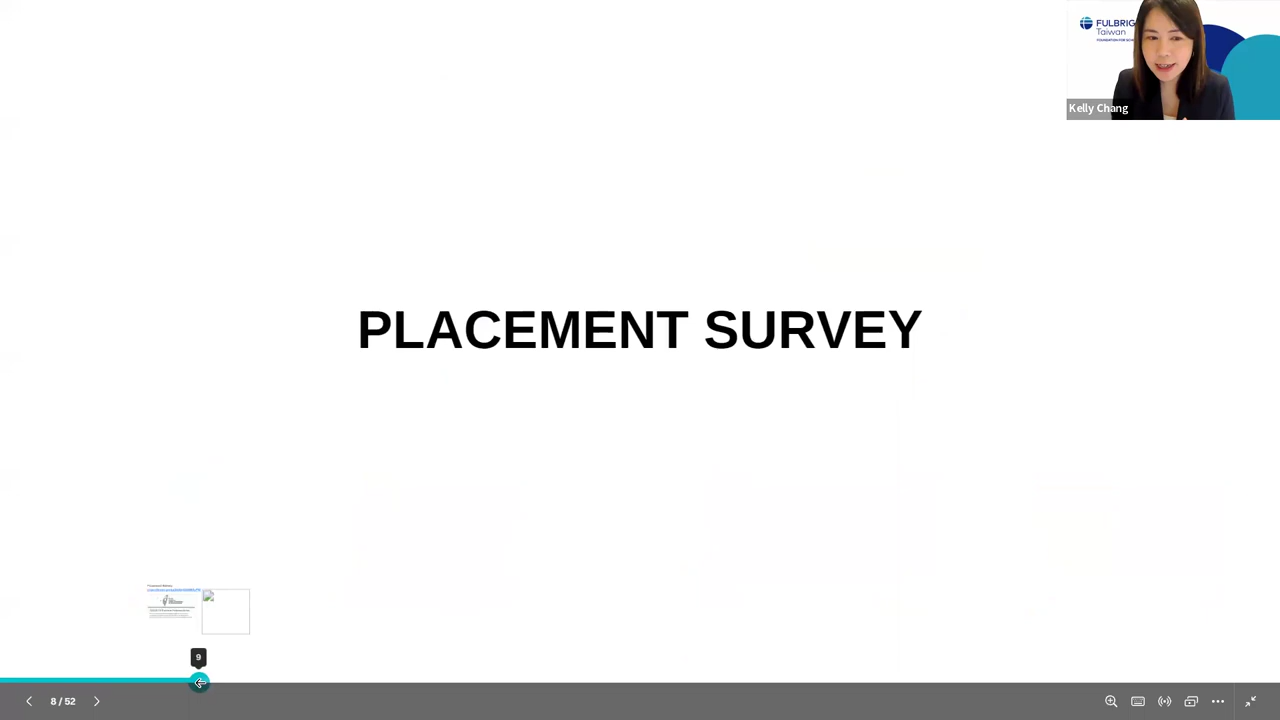 FULBRIG
Taiwan
Kelly Chang
PLACEMENT SURVEY
9
8 / 52